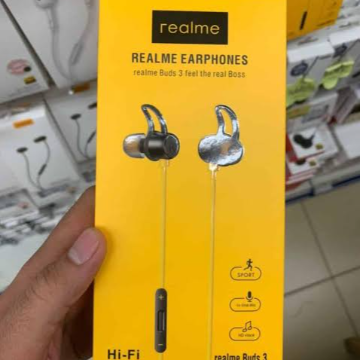 realme
REALME EARPHONES
realme Buds 3 feel the real Boss
SPORT
Hi-Fi
realme Buds 3